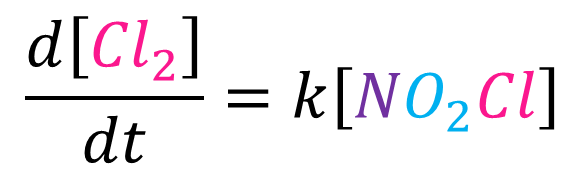 d[Cl₂]
dt
= k[NO₂Cl]